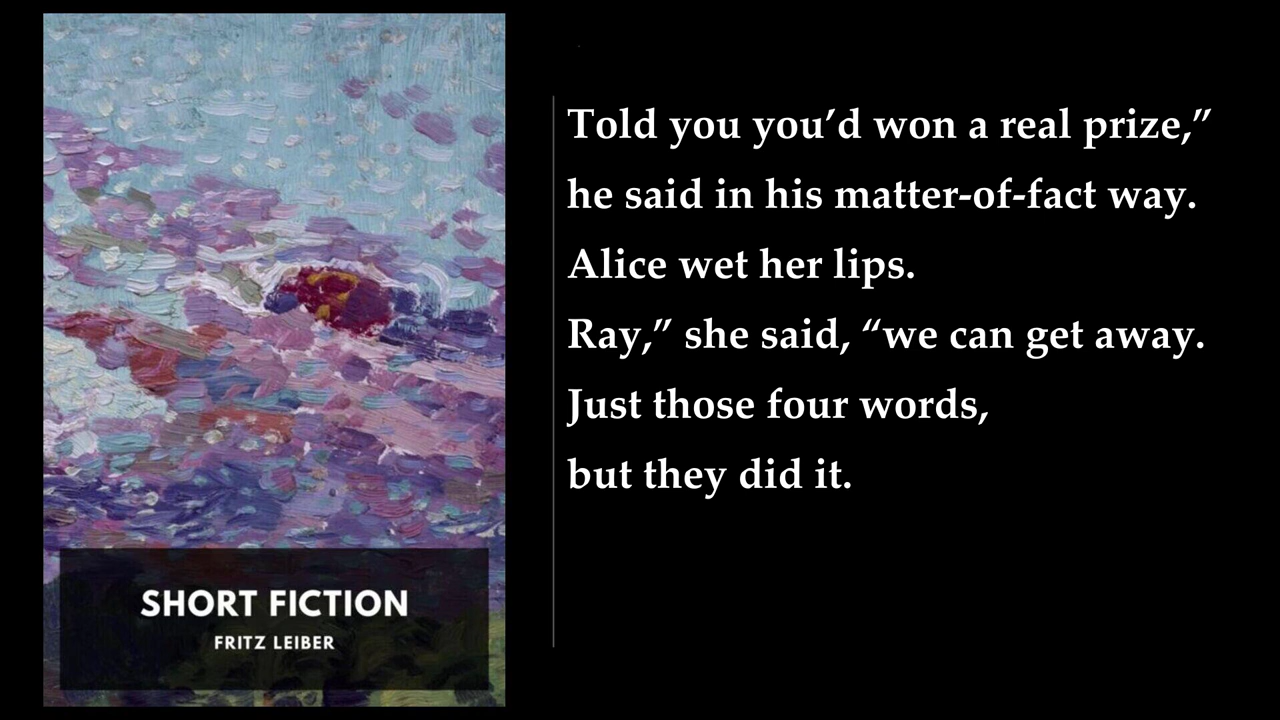 Told you you’d won a real prize,”
he said in his matter-of-fact way.
Alice wet her lips.
Ray,” she said, “we can get away.
Just those four words,
but they did it.
SHORT FICTION
FRITZ LEIBER